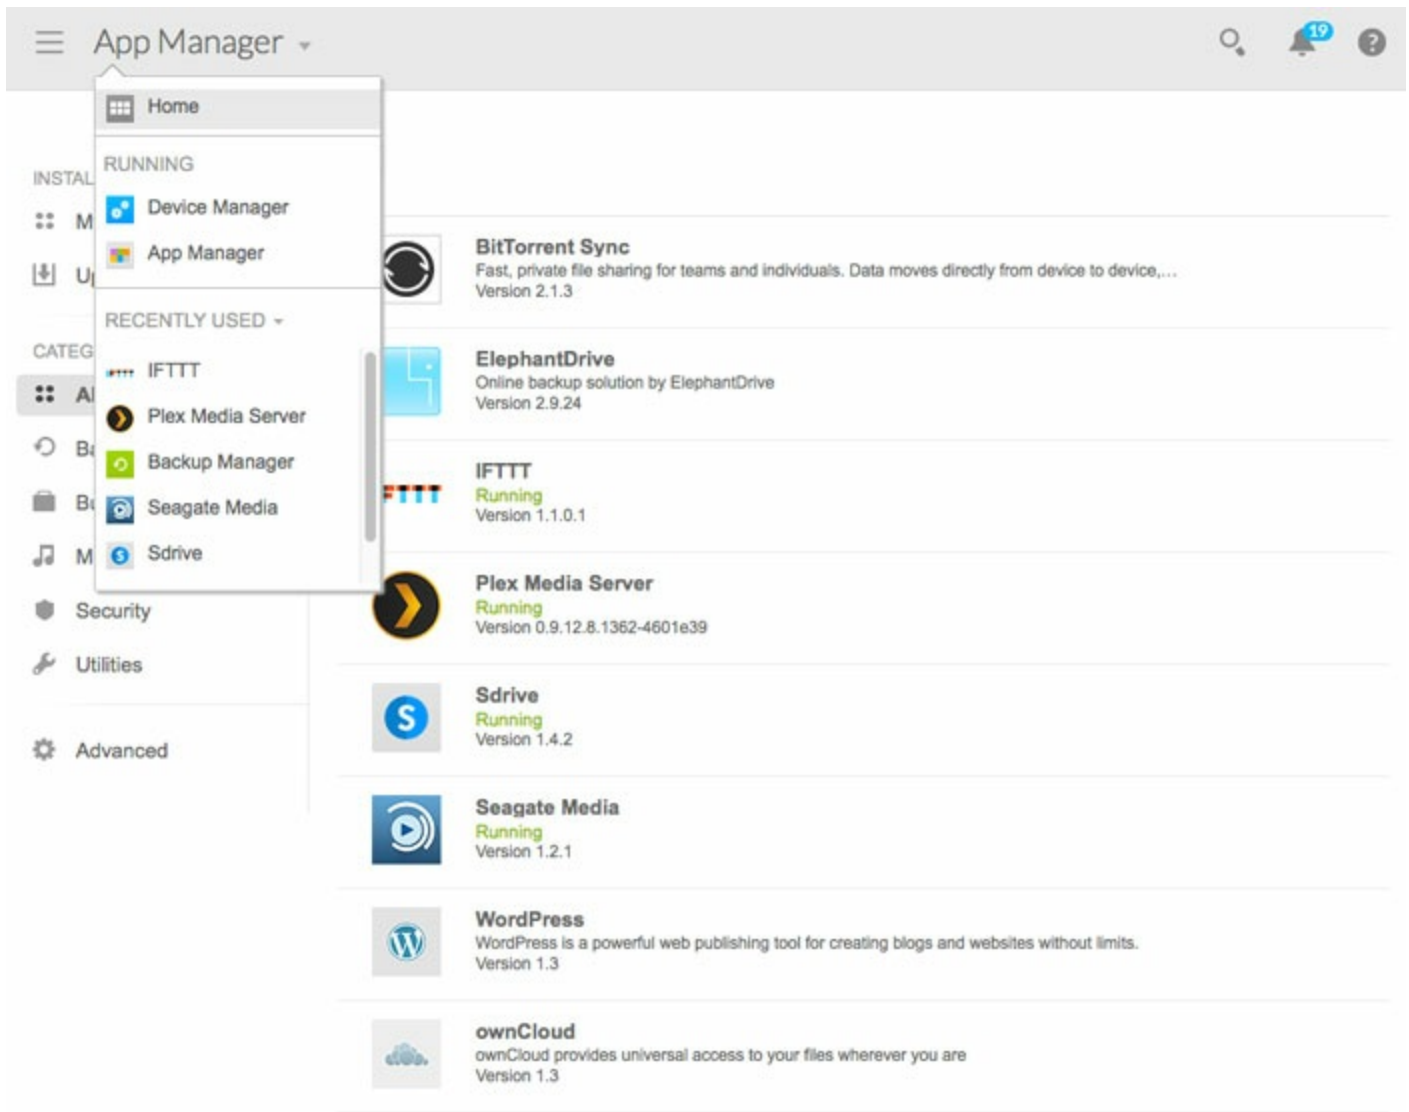 App Manager
19
?
Home
RUNNING
Device Manager
App Manager
RECENTLY USED
IFTTT
Plex Media Server
Backup Manager
Seagate Media
Sdrive
INSTAL
M
Up
CATEG
Al
Ba
Bu
M
Security
Utilities
Advanced
BitTorrent Sync
Fast, private file sharing for teams and individuals. Data moves directly from device to device,...
Version 2.1.3
ElephantDrive
Online backup solution by ElephantDrive
Version 2.9.24
IFTTT
Running
Version 1.1.0.1
Plex Media Server
Running
Version 0.9.12.8.1362-4601e39
S
Sdrive
Running
Version 1.4.2
Seagate Media
Running
Version 1.2.1
W
WordPress
WordPress is a powerful web publishing tool for creating blogs and websites without limits.
Version 1.3
ownCloud
ownCloud provides universal access to your files wherever you are
Version 1.3